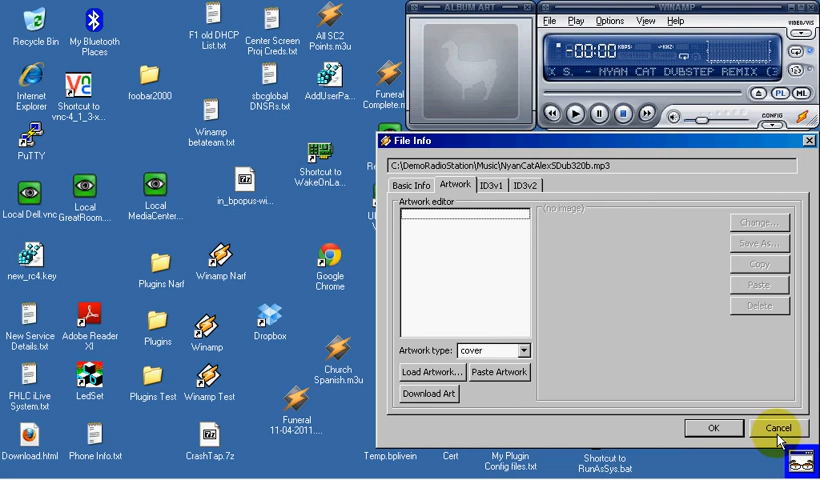 Recycle Bin
My Bluetooth
Places
F1 old DHCP
List.txt
Center Screen
Proj Creds.txt
All SC2
Points.m3u
Internet
Explorer
Shortcut to
vnc-4_1_3-x...
foobar2000
sbcglobal
DNSRs.txt
AddUserPa...
Funeral
Complete.m
Winamp
betateam.txt
PuTTY
Shortcut to
WakeOnLa...
in_bpopus-wi...
Local Dell.vnc
Local
GreatRoom....
Local
MediaCenter...
new_rc4.key
Plugins Narf
Winamp Narf
Google
Chrome
New Service
Details.txt
Adobe Reader
XI
Plugins
Winamp
Dropbox
Church
Spanish.m3u
FHLC iLive
System.txt
LedSet
Plugins Test
Winamp Test
Funeral
11-04-2011....
Download.html
Phone Info.txt
CrashTap.7z
Temp.bplivein
Cert
My Plugin
Config files.txt
Shortcut to
RunAsSys.bat
ALBUM ART
WINAMP
File Play Options View Help
VIDEO/VIS
00:00
KBPS
KHZ
X S. - NYAN CAT DUBSTEP REMIX (3
PL
ML
CONFIG
File Info
C:\DemoRadioStation\Music\NyanCatAlexSDub320b.mp3
Basic Info Artwork ID3v1 ID3v2
Artwork editor
(no image)
Change...
Save As...
Copy
Paste
Delete
Artwork type: cover
Load Artwork... Paste Artwork
Download Art
OK Cancel